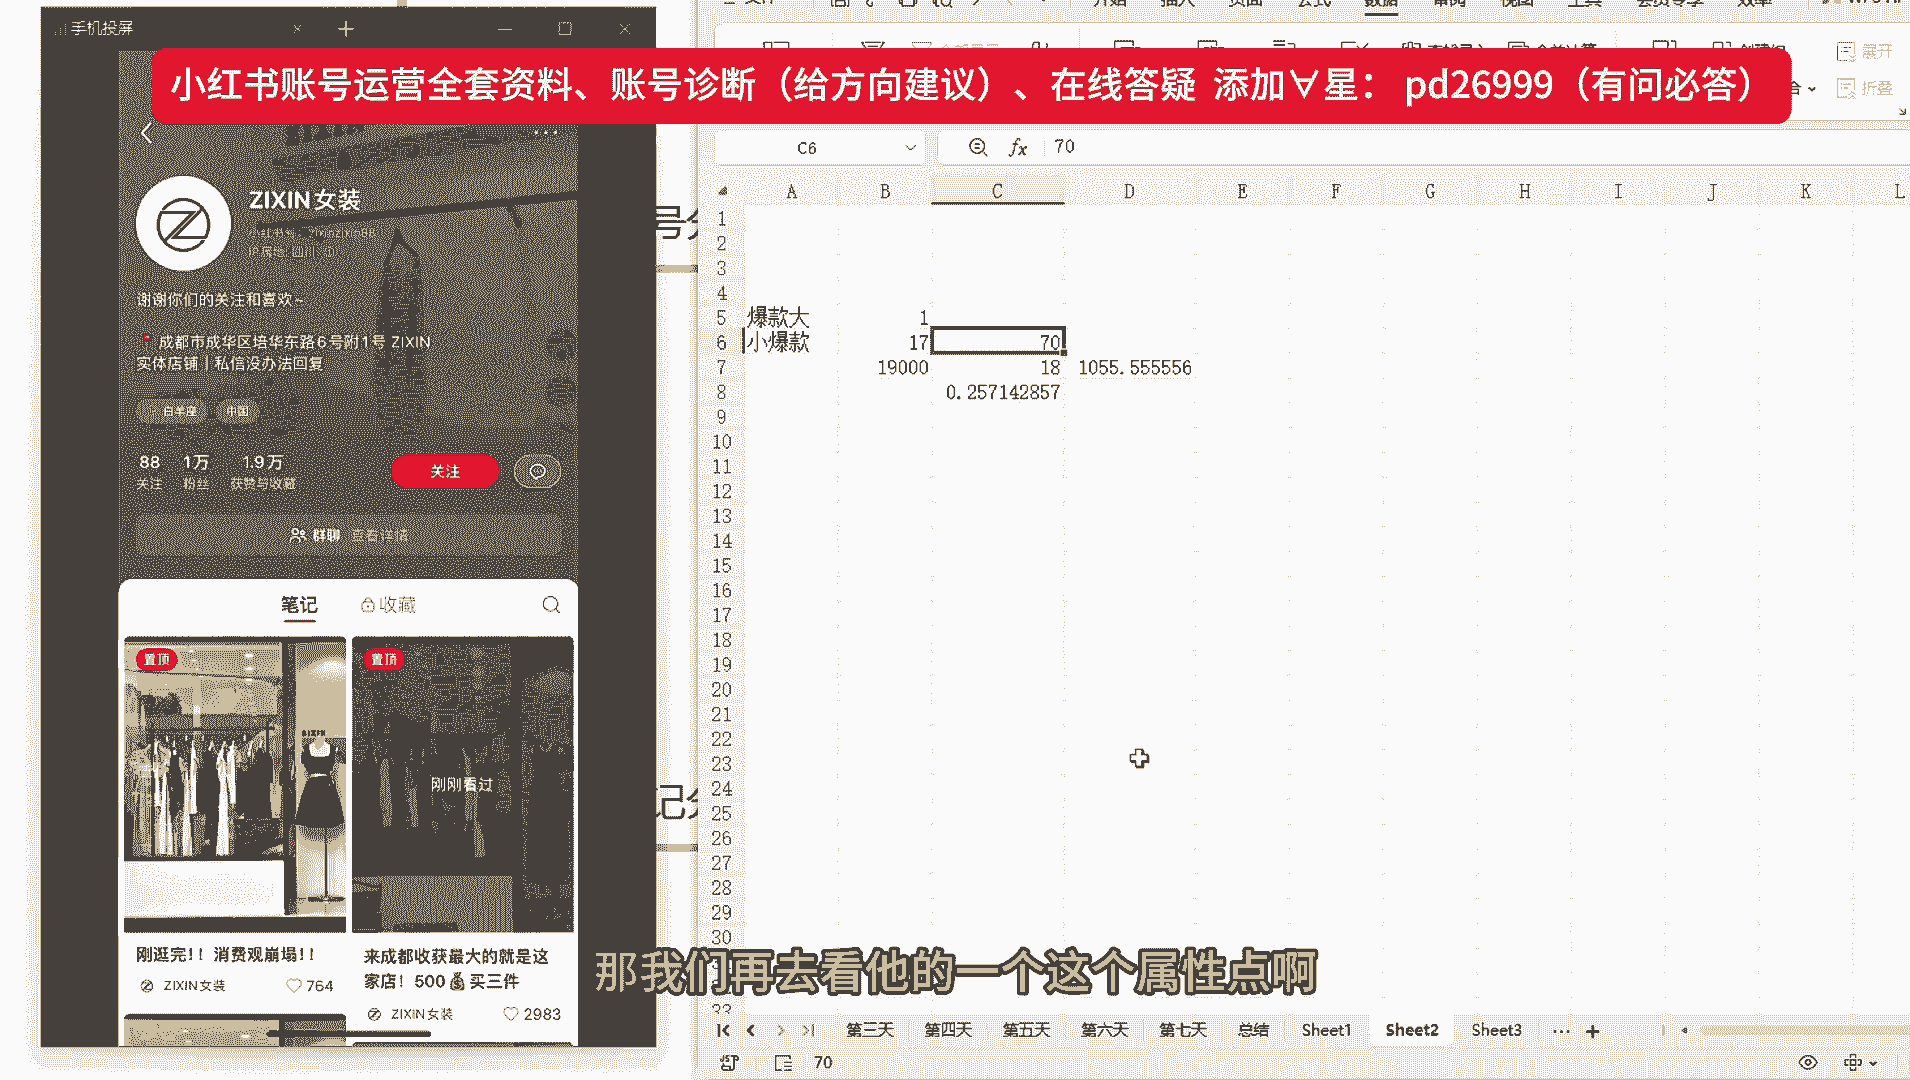 手机投屏
小红书账号运营全套资料、账号诊断（给方向建议）、在线答疑 添加∀星： pd26999（有问必答）
ZIXIN女装
谢谢你们的关注和喜欢~
📍成都市成华区培华东路6号附1号 ZIXIN
实体店铺丨私信没办法回复
白羊座 中国
88 1万 1.9万
关注 粉丝 获赞与收藏
关注
群聊 查看详情
笔记 收藏
置顶 置顶
刚刚看过
刚逛完!! 消费观崩塌!!
ZIXIN女装 764
来成都收获最大的就是这
家店! 500💰买三件
ZIXIN女装 2983
展开
折叠
C6 fx 70
A B C D E F G H I J K L
1
2
3
4
5 爆款大 1
6 小爆款 17 70
7 19000 18 1055.555556
8 0.257142857
9
10
11
12
13
14
15
16
17
18
19
20
21
22
23
24
25
26
27
28
29
30
那我们再去看他的一个这个属性点啊
第三天 第四天 第五天 第六天 第七天 总结 Sheet1 Sheet2 Sheet3 ··· +
70